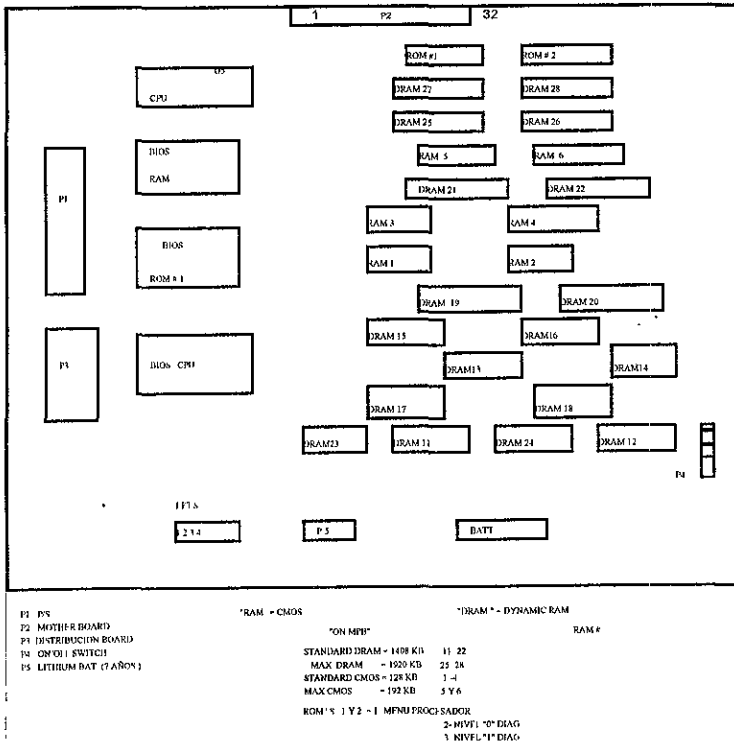 1 P2 32
ROM #1 ROM # 2
CPU
DRAM 27 DRAM 28
DRAM 25 DRAM 26
BIOS
RAM
RAM 5 RAM 6
DRAM 21 DRAM 22
P1
RAM 3 RAM 4
BIOS
ROM # 1
RAM 1 RAM 2
DRAM 19 DRAM 20
DRAM 15 DRAM16
P3
BIOS CPU
DRAM13 DRAM14
DRAM 17 DRAM 18
DRAM23 DRAM 11 DRAM 24 DRAM 12
P4
1 2 3 4 P 5 BATT
P1 P/S
P2 MOTHER BOARD
P3 DISTRIBUCION BOARD
P4 ON/OFF SWITCH
P5 LITHIUM BAT (7 AÑOS )
"RAM = CMOS "DRAM " = DYNAMIC RAM
"ON MPB" RAM #
STANDARD DRAM = 1408 KB 11 22
MAX DRAM = 1920 KB 25 28
STANDARD CMOS = 128 KB 1 -4
MAX CMOS = 192 KB 5 Y 6
ROM'S 1 Y 2 = 1 MENU PROCESADOR
2- NIVEL "0" DIAG
3 NIVEL "1" DIAG